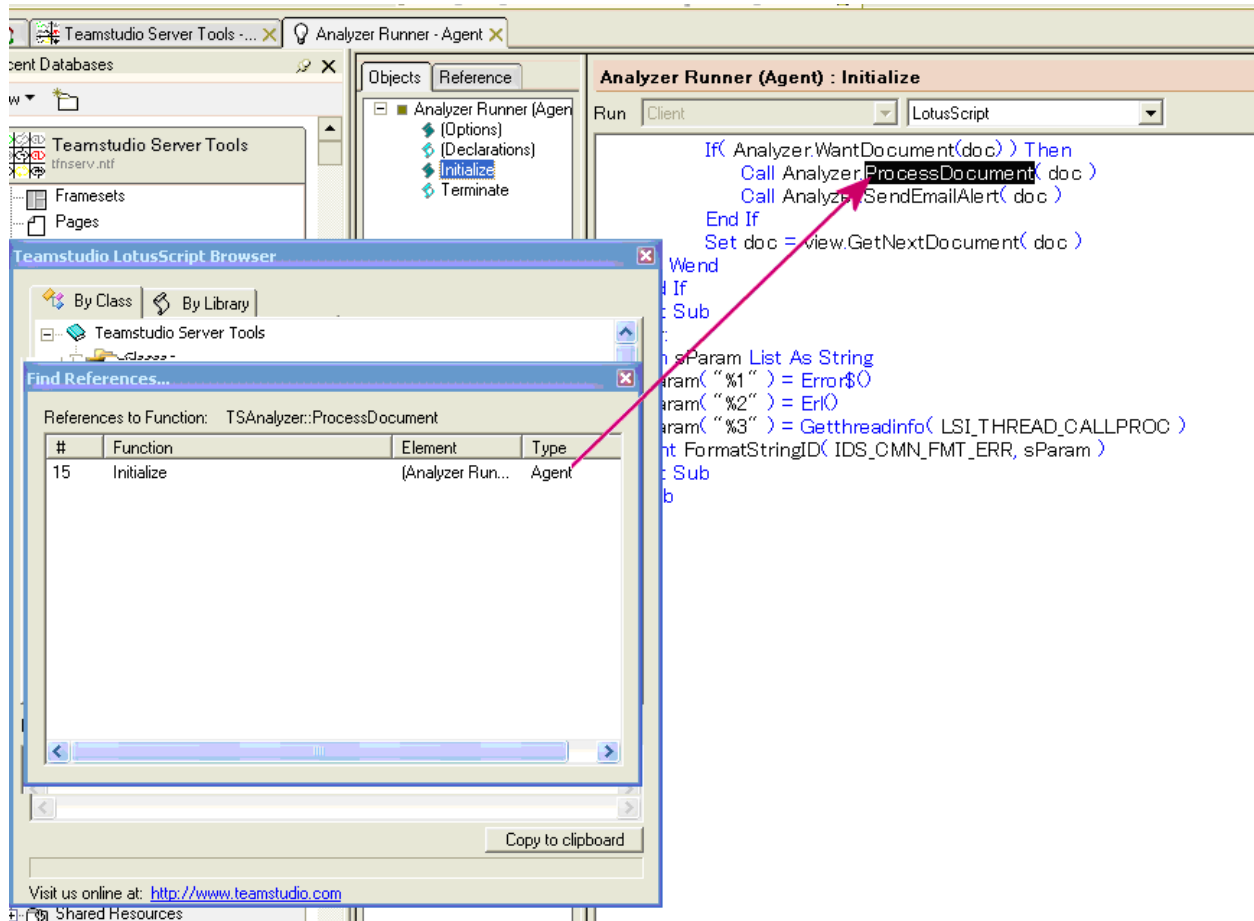 Teamstudio Server Tools -...
Analyzer Runner - Agent
Databases
Teamstudio Server Tools
tfnserv.ntf
Framesets
Pages
Objects
Reference
Analyzer Runner (Agen
(Options)
(Declarations)
Initialize
Terminate
Analyzer Runner (Agent) : Initialize
Run Client LotusScript
If( Analyzer.WantDocument(doc) ) Then
Call Analyzer.ProcessDocument( doc )
Call Analyzer.SendEmailAlert( doc )
End If
Set doc = view.GetNextDocument( doc )
Wend
If
Sub
sParam List As String
aram( "%1" ) = Error$()
aram( "%2" ) = Erl()
aram( "%3" ) = Getthreadinfo( LSI_THREAD_CALLPROC )
nt FormatStringID( IDS_CMN_FMT_ERR, sParam )
Sub
b
Teamstudio LotusScript Browser
By Class
By Library
Teamstudio Server Tools
Find References...
References to Function: TSAnalyzer::ProcessDocument
# Function Element Type
15 Initialize (Analyzer Run... Agent
Copy to clipboard
Visit us online at: http://www.teamstudio.com
Shared Resources